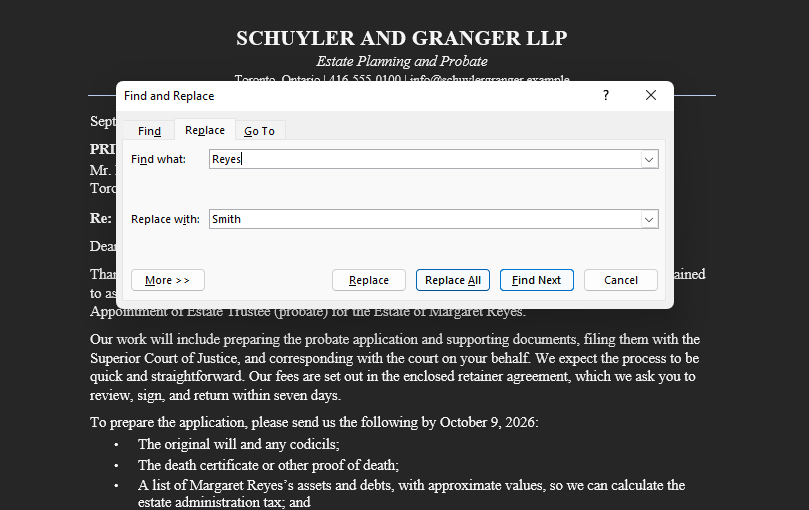 SCHUYLER AND GRANGER LLP
Estate Planning and Probate
Toronto, Ontario | 416-555-0100 | info@schuylergranger.example
Find and Replace
?
Find
Replace
Go To
Find what:
Reyes
Replace with:
Smith
More >>
Replace
Replace All
Find Next
Cancel
Sept
PRI
Mr.
Toro
Re:
Dear
Than
ained
to as
Appointment of Estate Trustee (probate) for the Estate of Margaret Reyes.
Our work will include preparing the probate application and supporting documents, filing them with the
Superior Court of Justice, and corresponding with the court on your behalf. We expect the process to be
quick and straightforward. Our fees are set out in the enclosed retainer agreement, which we ask you to
review, sign, and return within seven days.
To prepare the application, please send us the following by October 9, 2026:
• The original will and any codicils;
• The death certificate or other proof of death;
• A list of Margaret Reyes’s assets and debts, with approximate values, so we can calculate the
estate administration tax; and